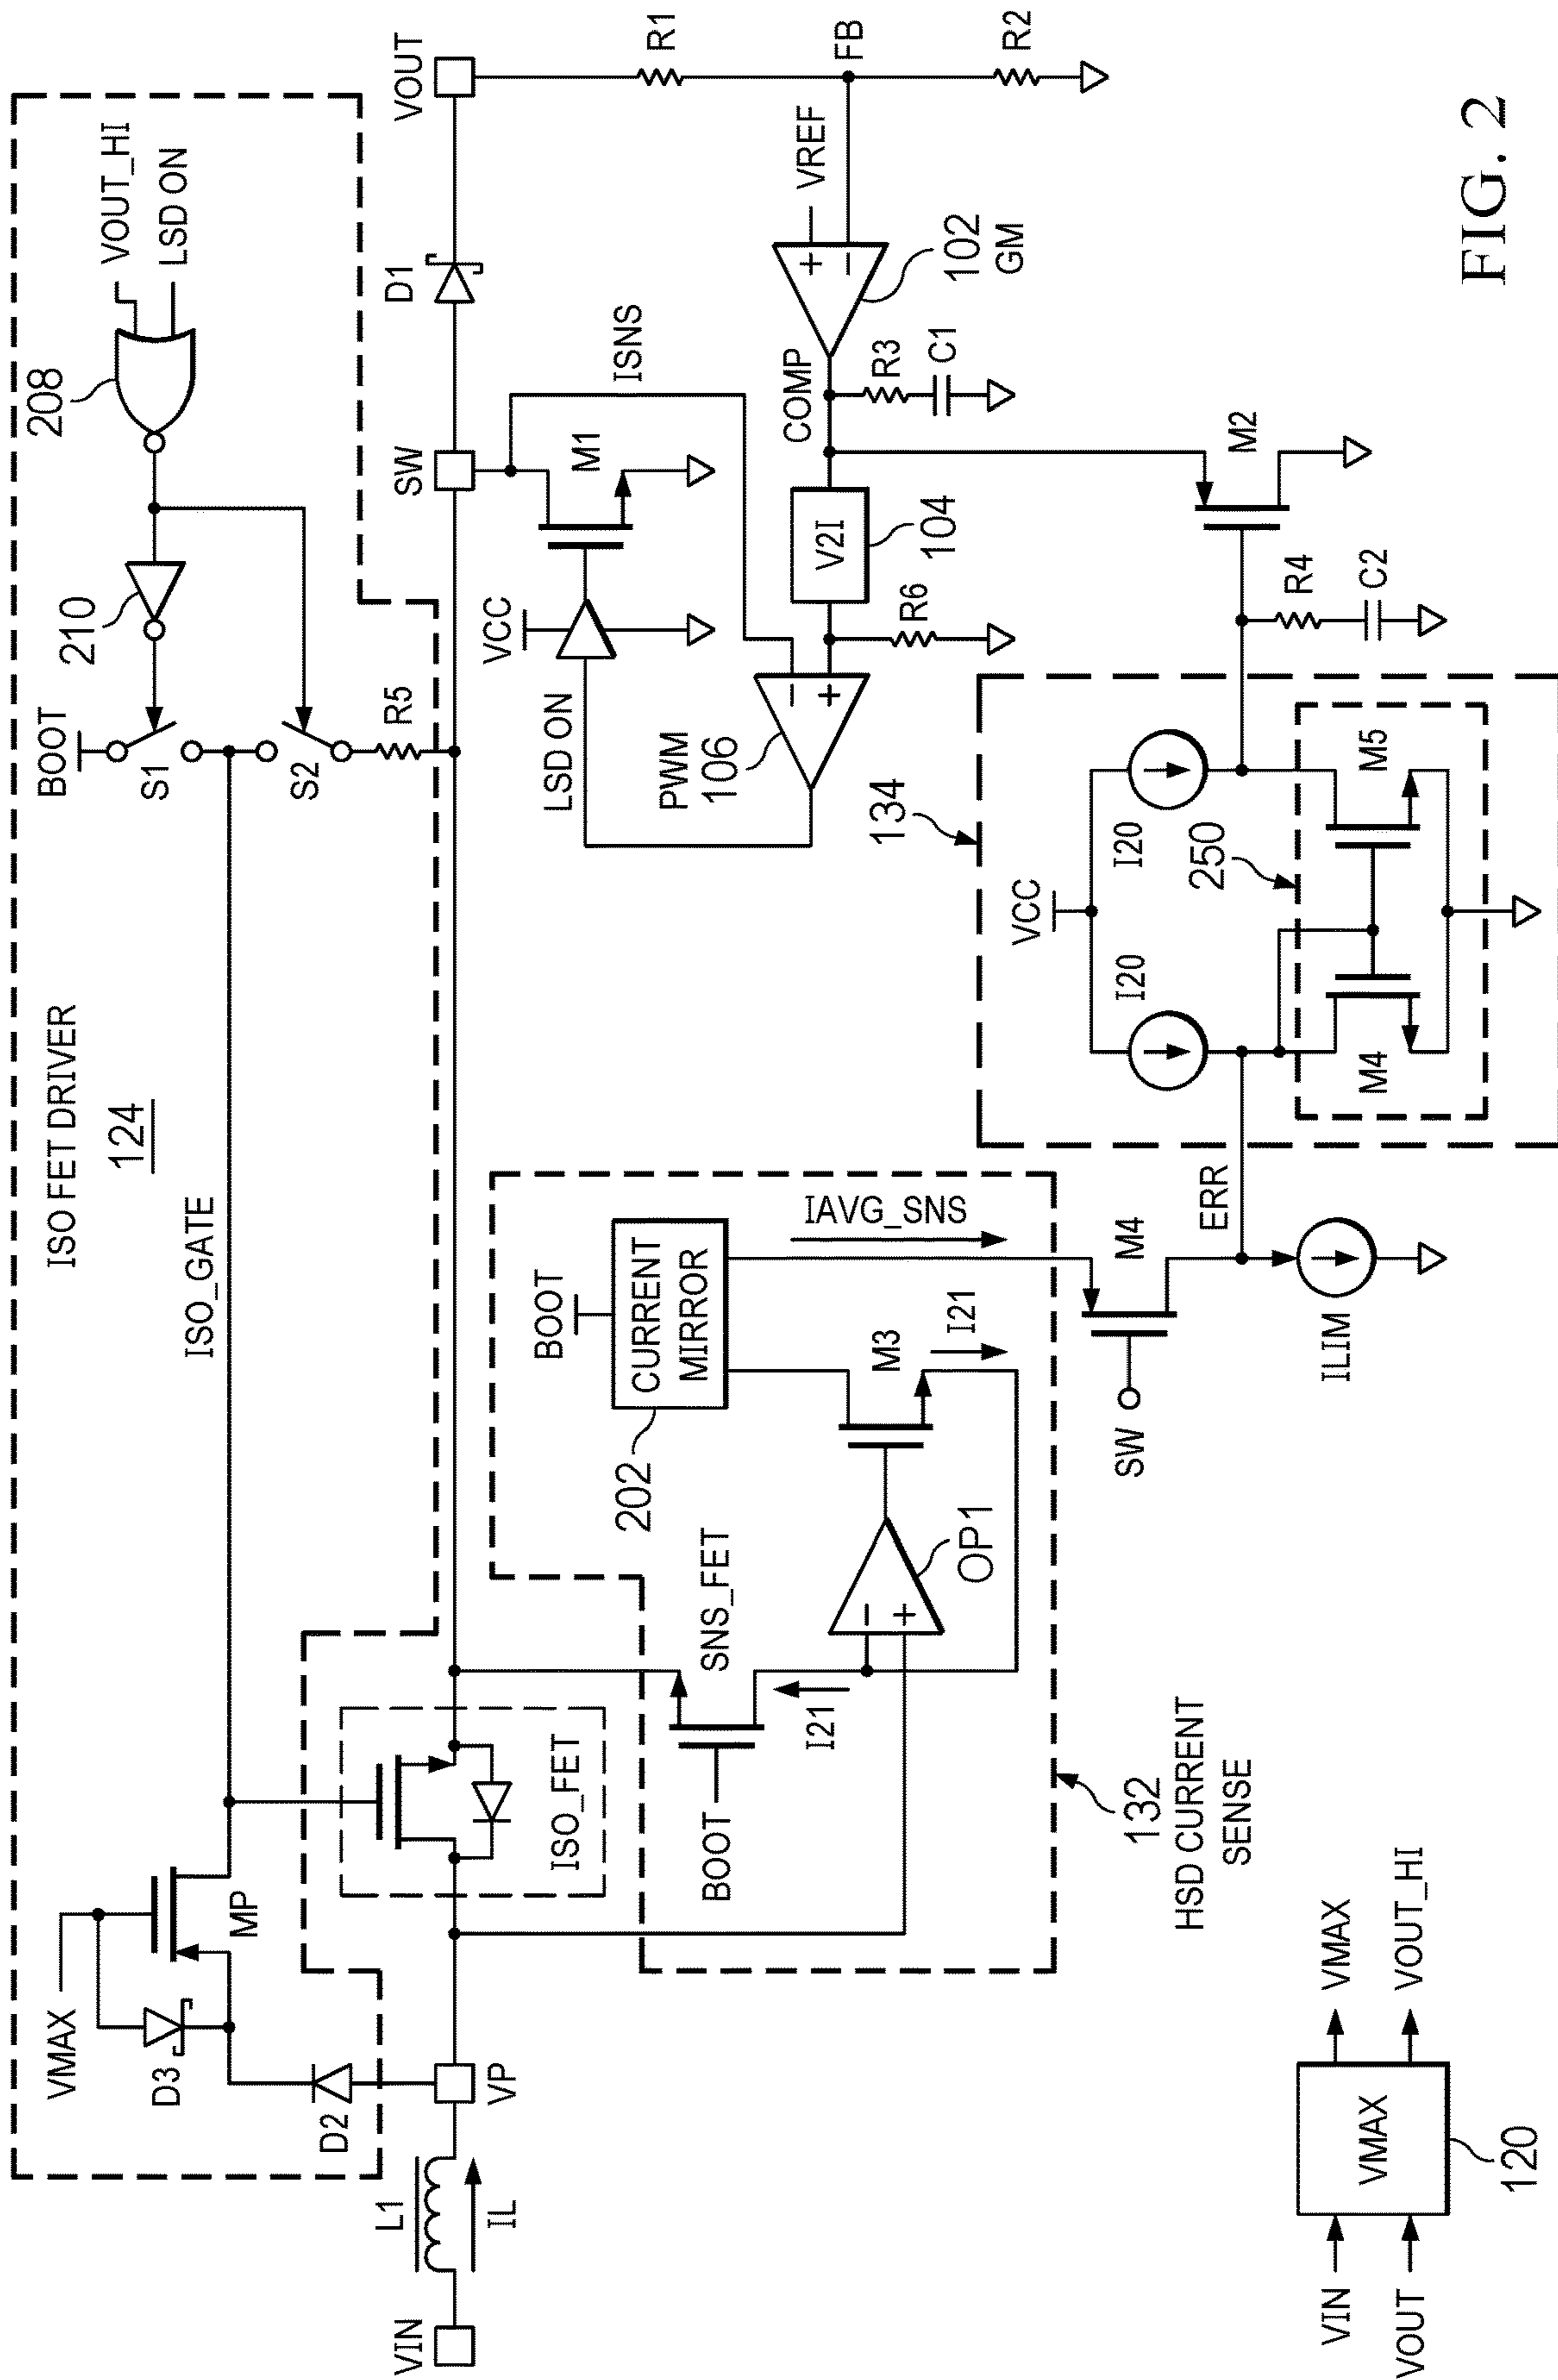 ISO FET DRIVER
124
VMAX
D3
MP
D2
ISO_GATE
BOOT
S1
S2
R5
210
208
VOUT_HI
LSD ON
VIN
L1
IL
VP
ISO_FET
SW
D1
VOUT
R1
FB
R2
BOOT
SNS_FET
I21
OP1
-
+
202
CURRENT
MIRROR
BOOT
M3
I21
IAVG_SNS
132
HSD CURRENT
SENSE
SW
M4
ERR
ILIM
LSD ON
VCC
M1
ISNS
PWM
106
-
+
V2I
104
R6
COMP
R3
C1
VREF
+
-
102
GM
M2
R4
C2
134
VCC
I20
I20
250
M4
M5
VIN
VOUT
VMAX
120
VMAX
VOUT_HI
FIG. 2